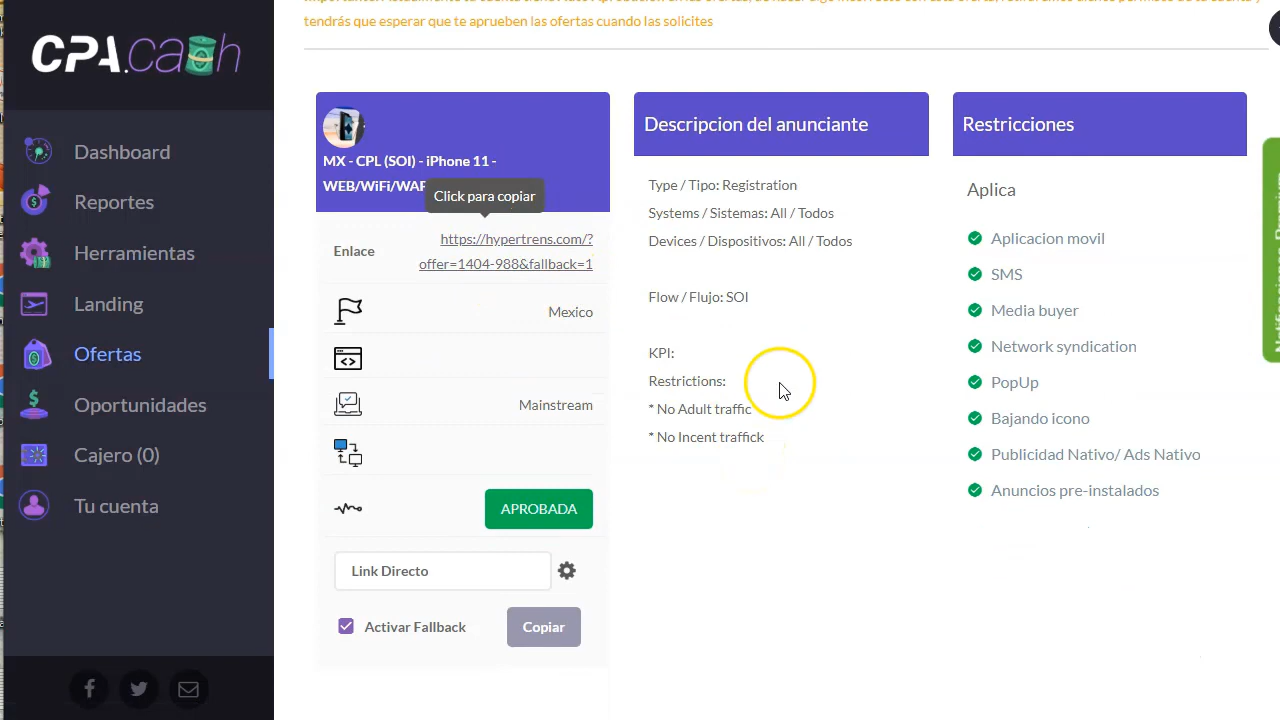 tendrás que esperar que te aprueben las ofertas cuando las solicites
CPA.cash
Dashboard
Reportes
Herramientas
Landing
Ofertas
Oportunidades
Cajero (0)
Tu cuenta
MX - CPL (SOI) - iPhone 11 -
WEB/WiFi/WAP
Click para copiar
Enlace
https://hypertrens.com/?
offer=1404-988&fallback=1
Mexico
Mainstream
APROBADA
Link Directo
Activar Fallback
Copiar
Descripcion del anunciante
Type / Tipo: Registration
Systems / Sistemas: All / Todos
Devices / Dispositivos: All / Todos
Flow / Flujo: SOI
KPI:
Restrictions:
* No Adult traffic
* No Incent traffick
Restricciones
Aplica
Aplicacion movil
SMS
Media buyer
Network syndication
PopUp
Bajando icono
Publicidad Nativo/ Ads Nativo
Anuncios pre-instalados